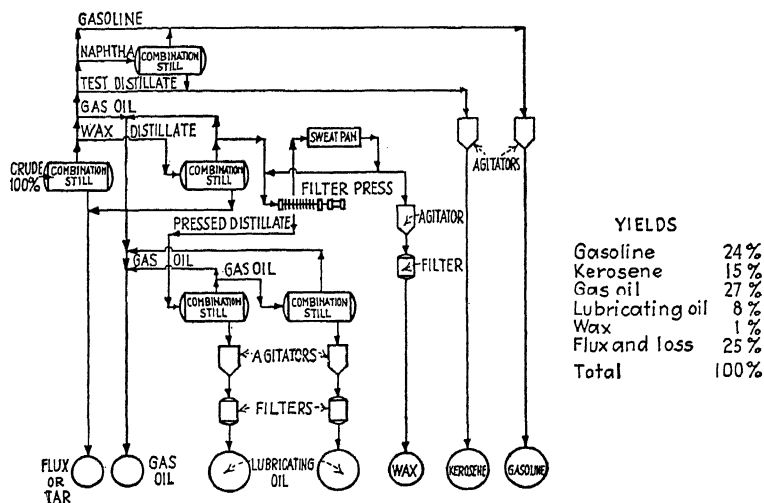 GASOLINE
NAPHTHA
COMBINATION
STILL
TEST DISTILLATE
GAS OIL
WAX DISTILLATE
SWEAT PAN
AGITATORS
CRUDE
100%
COMBINATION
STILL
COMBINATION
STILL
FILTER PRESS
PRESSED DISTILLATE
AGITATOR
GAS OIL
GAS OIL
FILTER
COMBINATION
STILL
COMBINATION
STILL
AGITATORS
FILTERS
FLUX
OR
TAR
GAS
OIL
LUBRICATING
OIL
WAX
KEROSENE
GASOLINE
YIELDS
Gasoline 24%
Kerosene 15%
Gas oil 27%
Lubricating oil 8%
Wax 1%
Flux and loss 25%
Total 100%